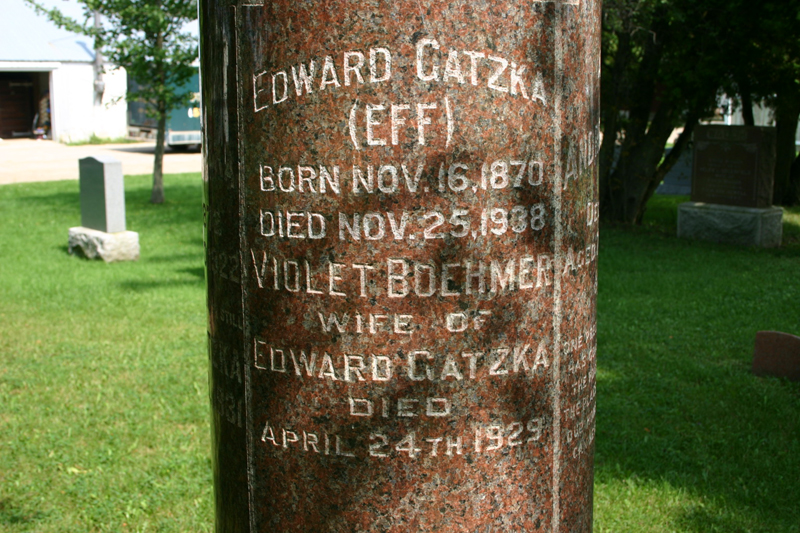 EDWARD GATZKA
(EFF)
BORN NOV. 16, 1870
DIED NOV. 25, 1938
VIOLET BOEHMER
WIFE OF
EDWARD GATZKA
DIED
APRIL 24TH 1929